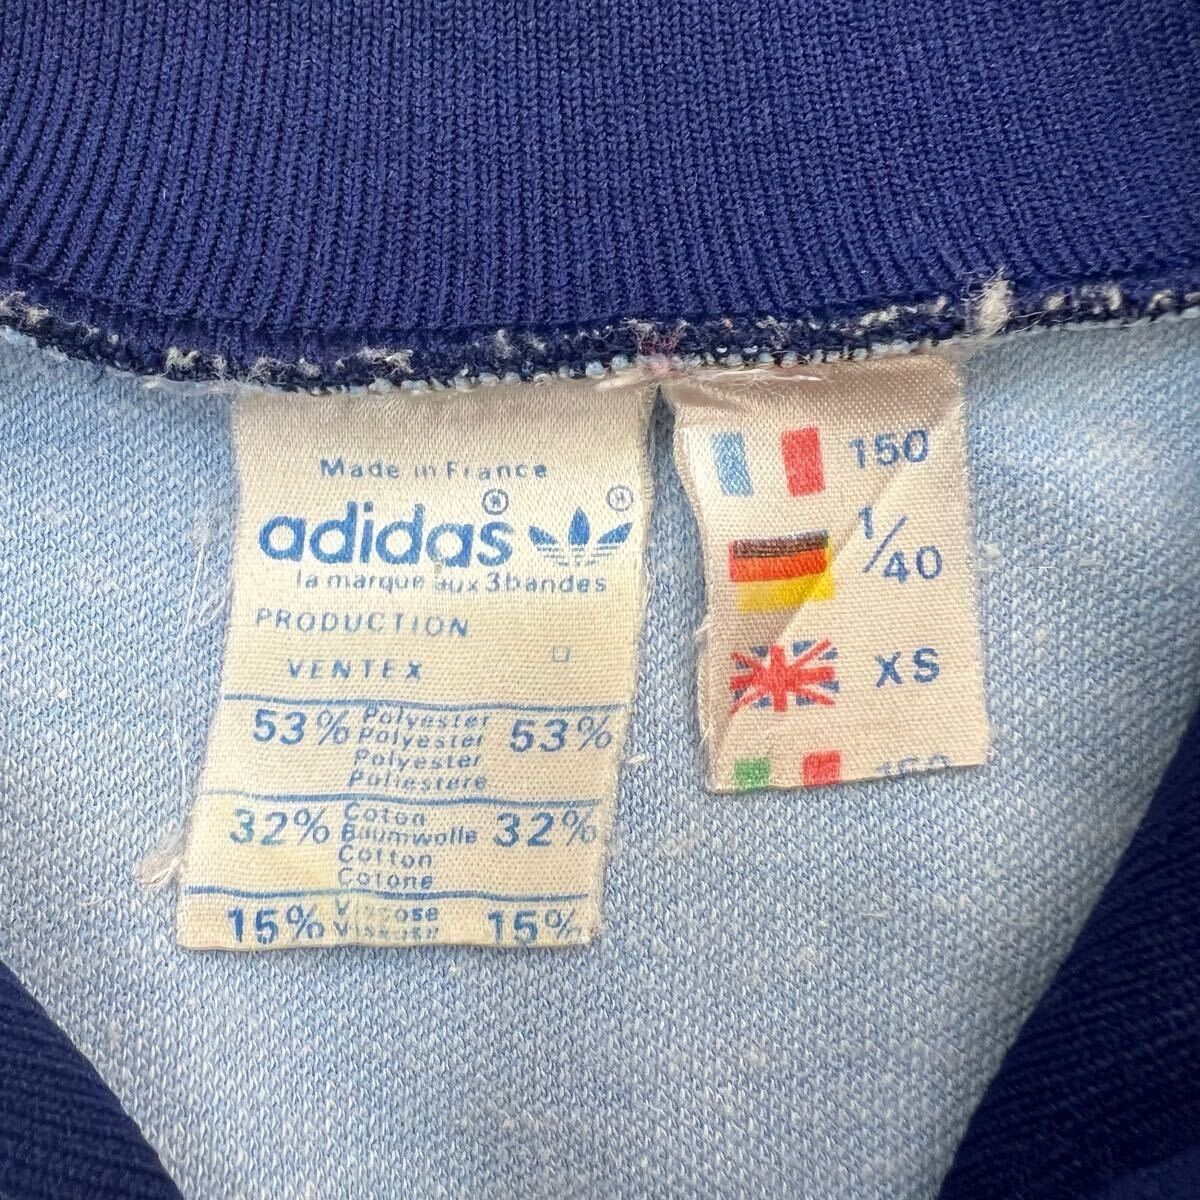 Made in France
adidas ® ®
la marque aux 3 bandes
PRODUCTION
VENTEX
53% Polyester 53%
Polyester
Polyester
Poliestere
32% Coton 32%
Baumwolle
Cotton
Cotone
15% Viscose 15%
150
1/40
XS